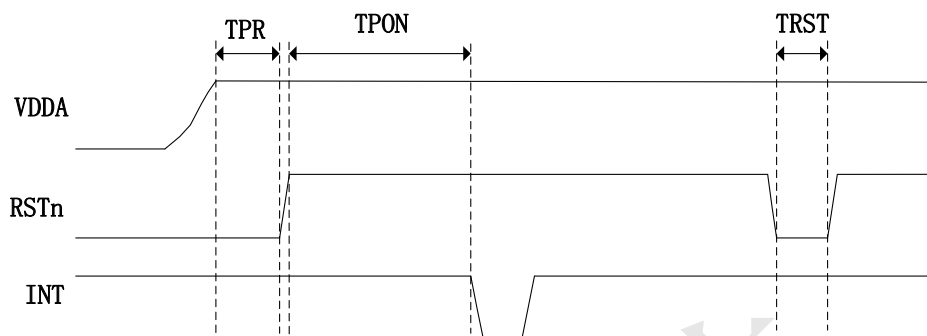 TPR
TPON
TRST
VDDA
RSTn
INT